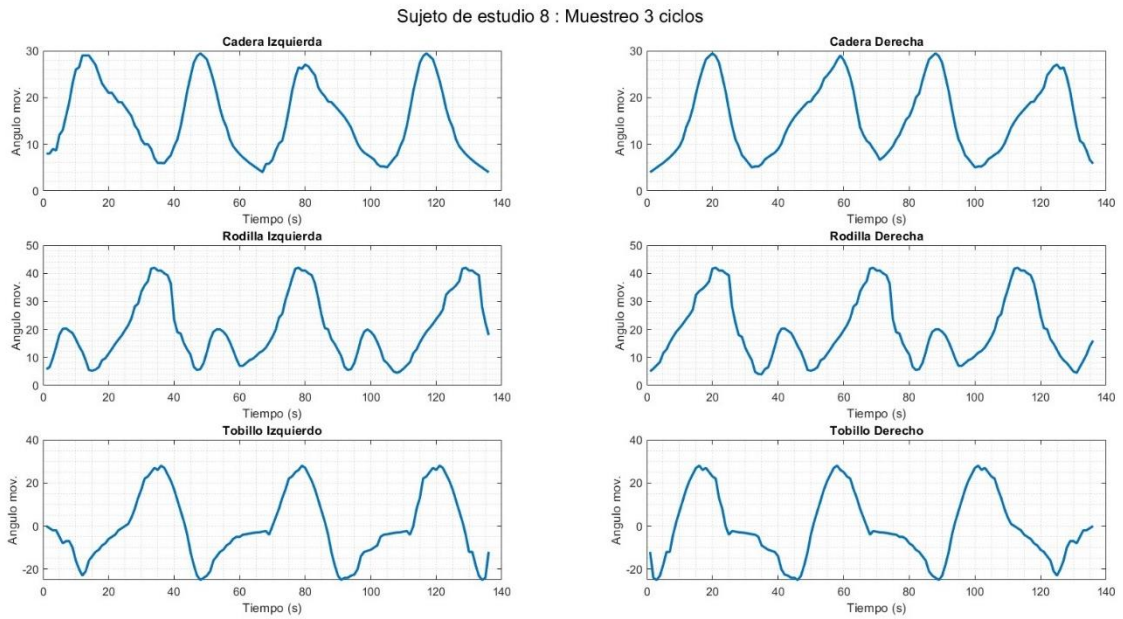 Sujeto de estudio 8 : Muestreo 3 ciclos
Cadera Izquierda
30
20
10
0
Angulo mov.
0 20 40 60 80 100 120 140
Tiempo (s)
Cadera Derecha
30
20
10
0
Angulo mov.
0 20 40 60 80 100 120 140
Tiempo (s)
Rodilla Izquierda
50
40
30
20
10
0
Angulo mov.
0 20 40 60 80 100 120 140
Tiempo (s)
Rodilla Derecha
50
40
30
20
10
0
Angulo mov.
0 20 40 60 80 100 120 140
Tiempo (s)
Tobillo Izquierdo
40
20
0
-20
Angulo mov.
0 20 40 60 80 100 120 140
Tiempo (s)
Tobillo Derecho
40
20
0
-20
Angulo mov.
0 20 40 60 80 100 120 140
Tiempo (s)